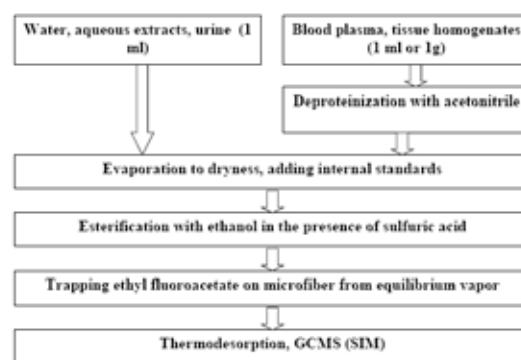 Water, aqueous extracts, urine (1
ml)
Blood plasma, tissue homogenates
(1 ml or 1g)
Deproteinization with acetonitrile
Evaporation to dryness, adding internal standards
Esterification with ethanol in the presence of sulfuric acid
Trapping ethyl fluoroacetate on microfiber from equilibrium vapor
Thermodesorption, GCMS (SIM)